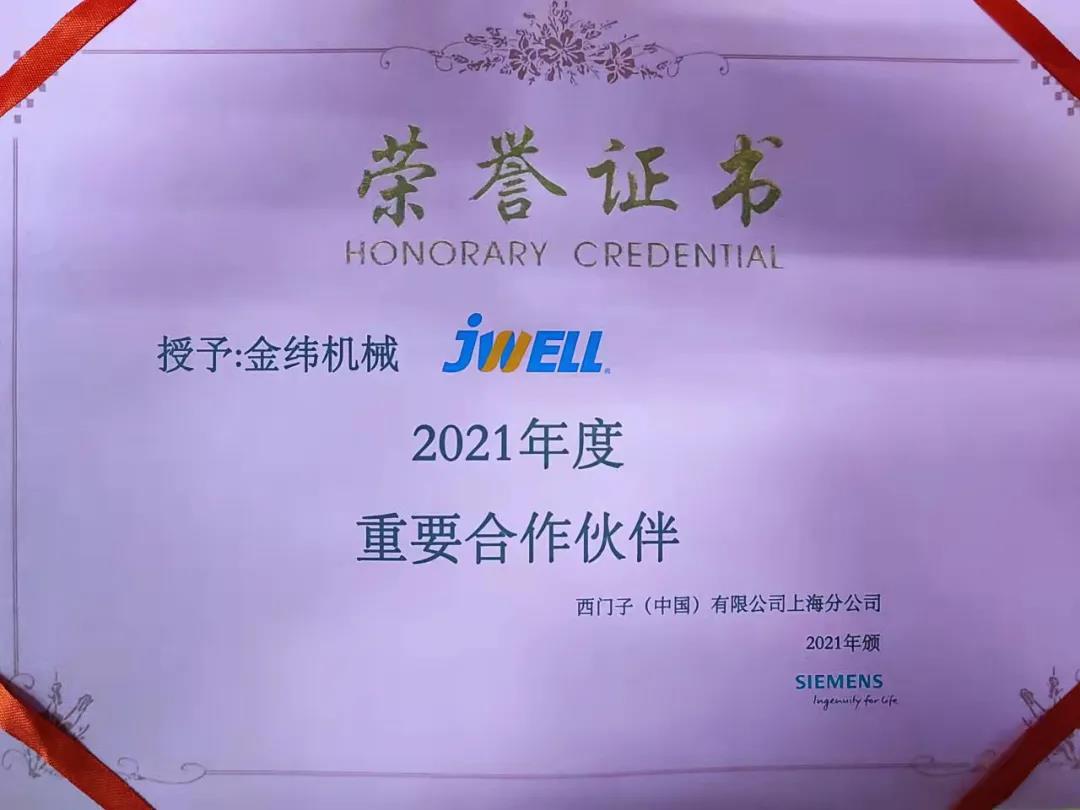 荣誉证书
HONORARY CREDENTIAL
授予:金纬机械 JWELL
2021年度
重要合作伙伴
西门子（中国）有限公司上海分公司
2021年颁
SIEMENS
Ingenuity for life